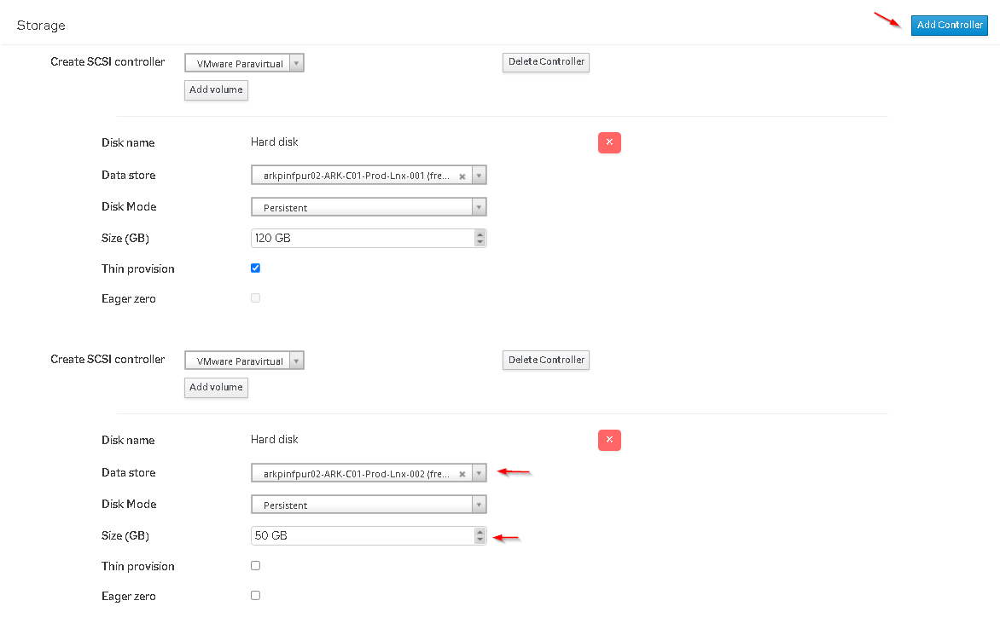 Storage
Add Controller
Create SCSI controller VMware Paravirtual Delete Controller
Add volume
Disk name Hard disk
Data store arkpinfpur02-ARK-C01-Prod-Lnx-001 (fre...
Disk Mode Persistent
Size (GB) 120 GB
Thin provision
Eager zero
Create SCSI controller VMware Paravirtual Delete Controller
Add volume
Disk name Hard disk
Data store arkpinfpur02-ARK-C01-Prod-Lnx-002 (fre...
Disk Mode Persistent
Size (GB) 50 GB
Thin provision
Eager zero